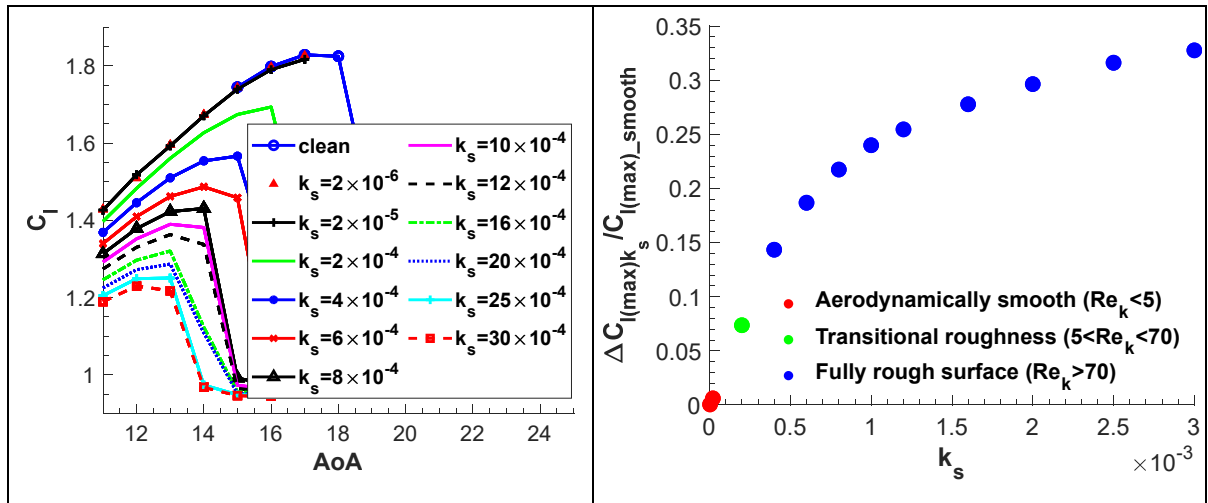 1.8
1.6
1.4
1.2
1
C_l
12 14 16 18 20 22 24
AoA
clean
k_s=2×10^-6
k_s=2×10^-5
k_s=2×10^-4
k_s=4×10^-4
k_s=6×10^-4
k_s=8×10^-4
k_s=10×10^-4
k_s=12×10^-4
k_s=16×10^-4
k_s=20×10^-4
k_s=25×10^-4
k_s=30×10^-4
0.35
0.3
0.25
0.2
0.15
0.1
0.05
0
ΔC_l(max)k_s/C_l(max)_smooth
Aerodynamically smooth (Re_k<5)
Transitional roughness (5<Re_k<70)
Fully rough surface (Re_k>70)
0 0.5 1 1.5 2 2.5 3
k_s
×10^-3